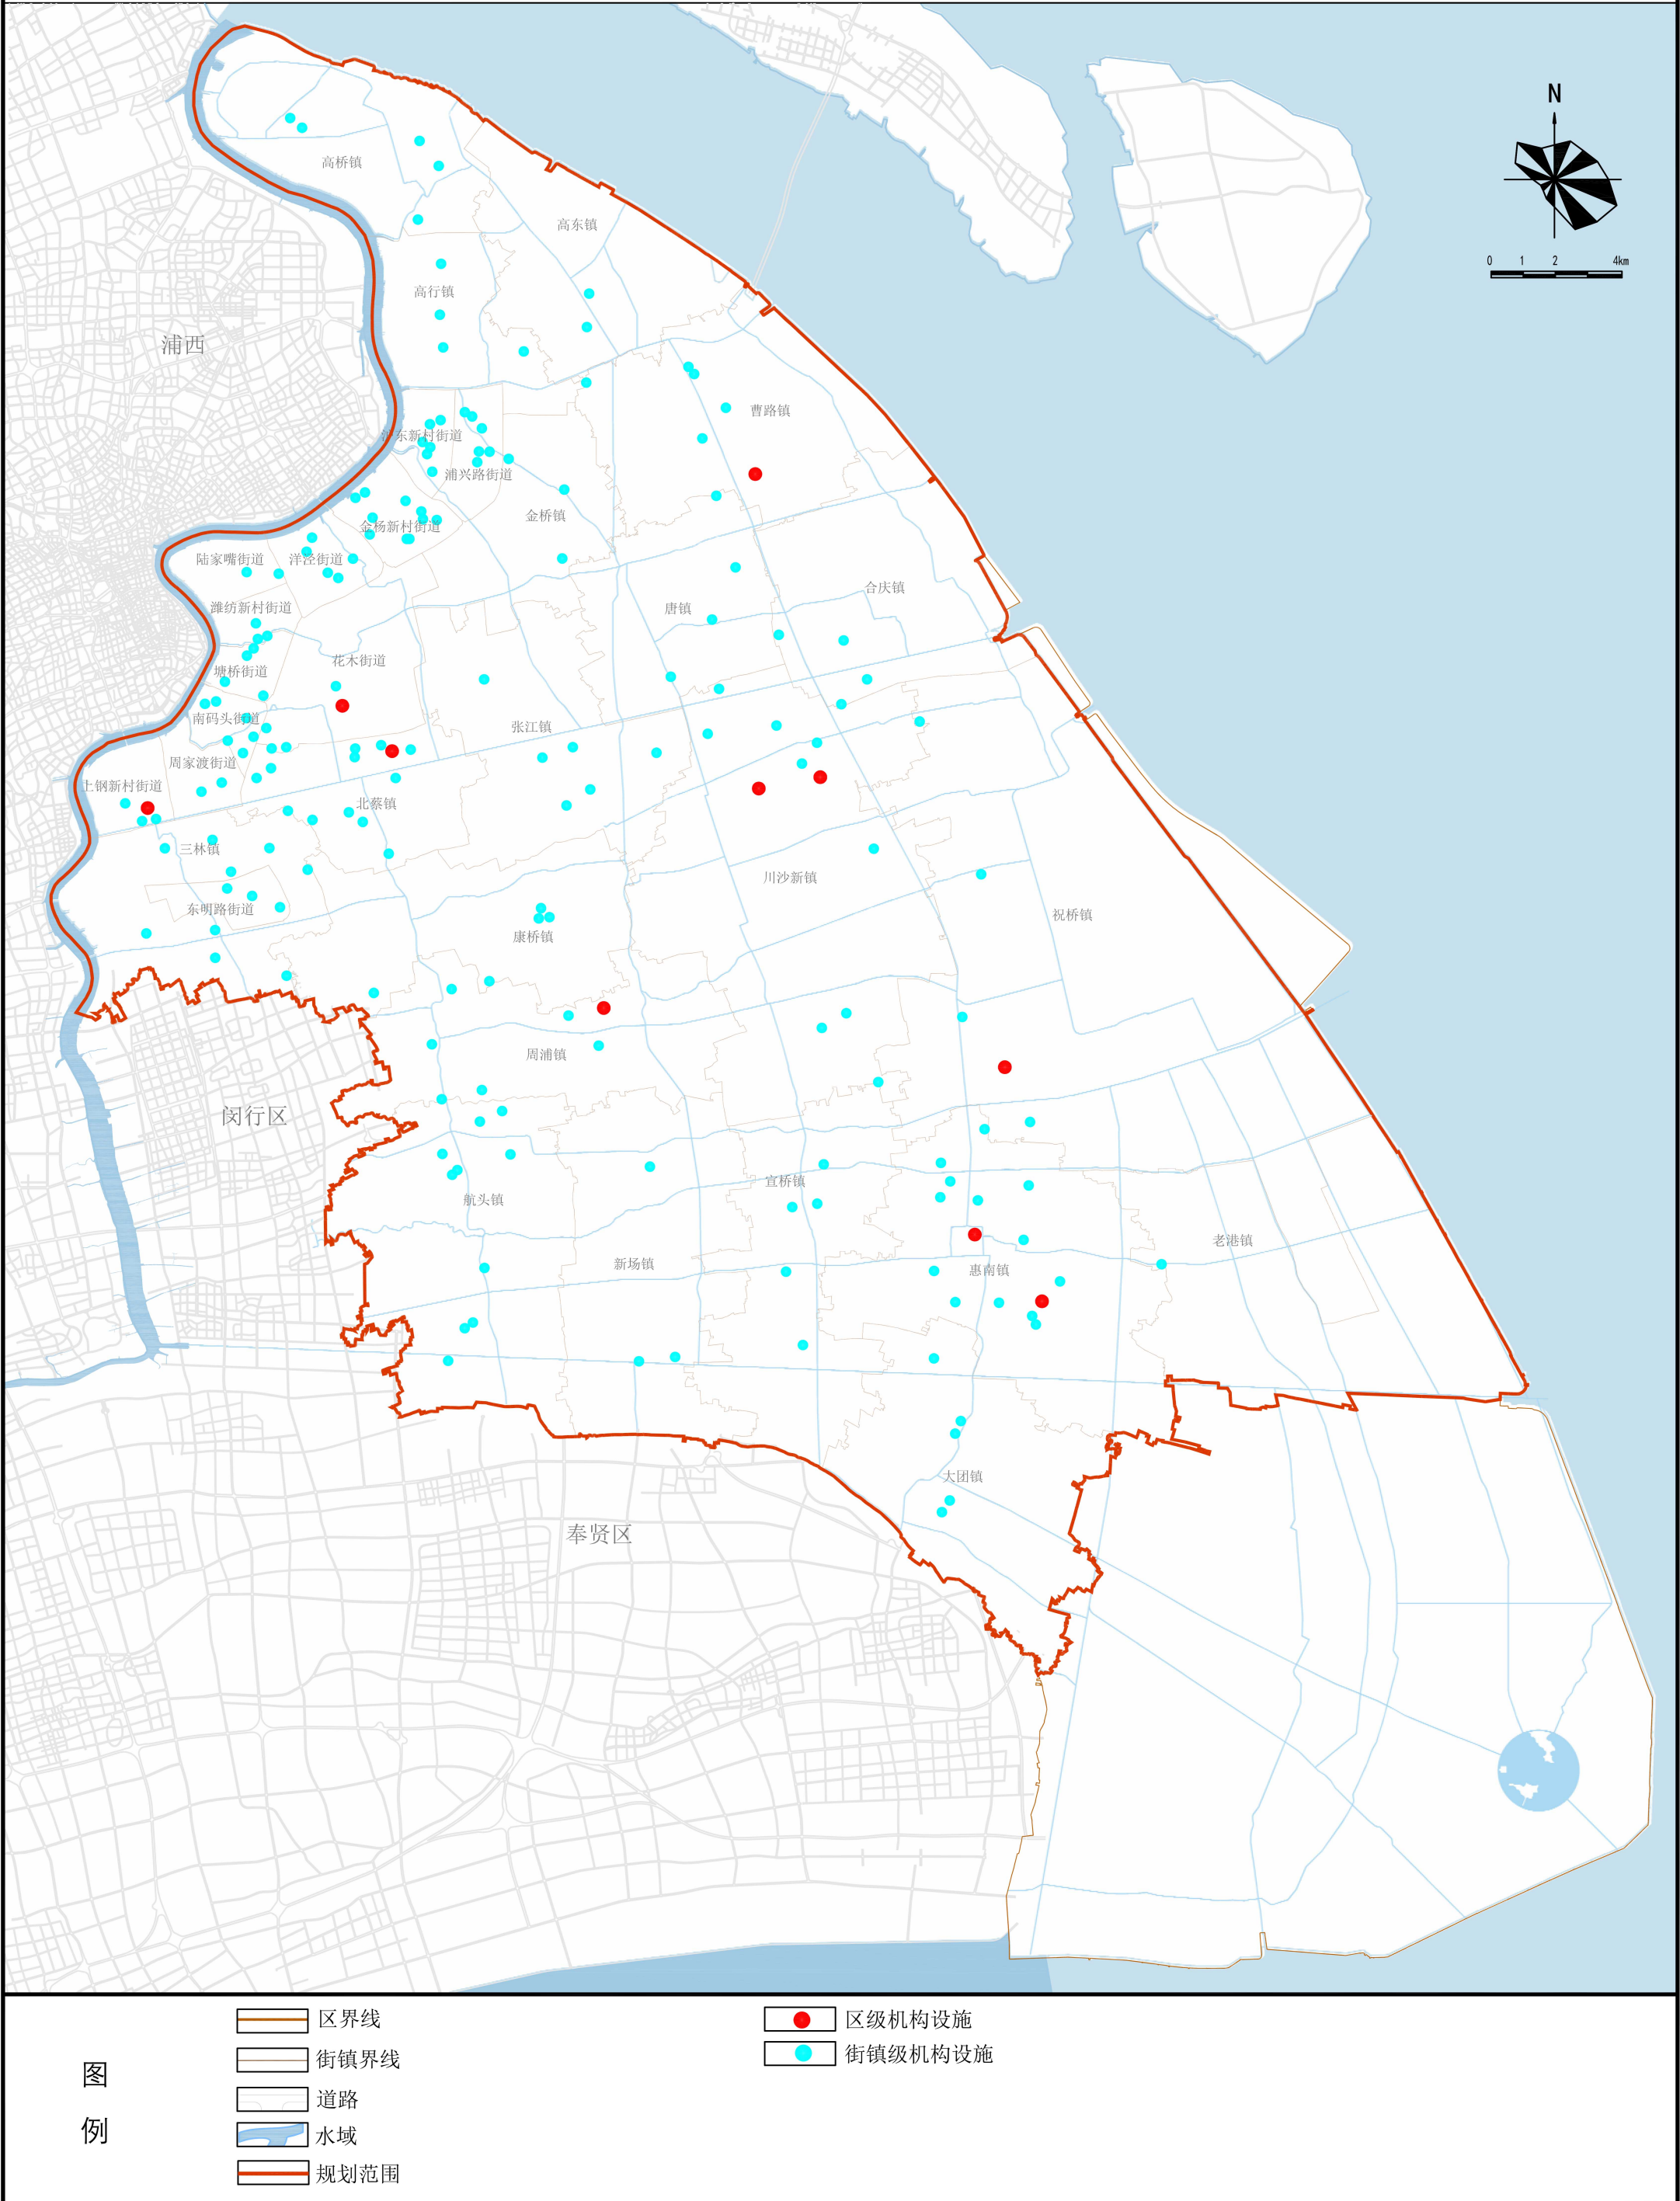 N
0 1 2 4km
高桥镇
高东镇
高行镇
浦西
曹路镇
沪东新村街道
浦兴路街道
金桥镇
金杨新村街道
陆家嘴街道
洋泾街道
合庆镇
潍坊新村街道
唐镇
花木街道
塘桥街道
南码头街道
张江镇
周家渡街道
上钢新村街道
北蔡镇
三林镇
川沙新镇
东明路街道
祝桥镇
康桥镇
周浦镇
闵行区
宣桥镇
航头镇
老港镇
新场镇
惠南镇
大团镇
奉贤区
图例
区界线
街镇界线
道路
水域
规划范围
区级机构设施
街镇级机构设施